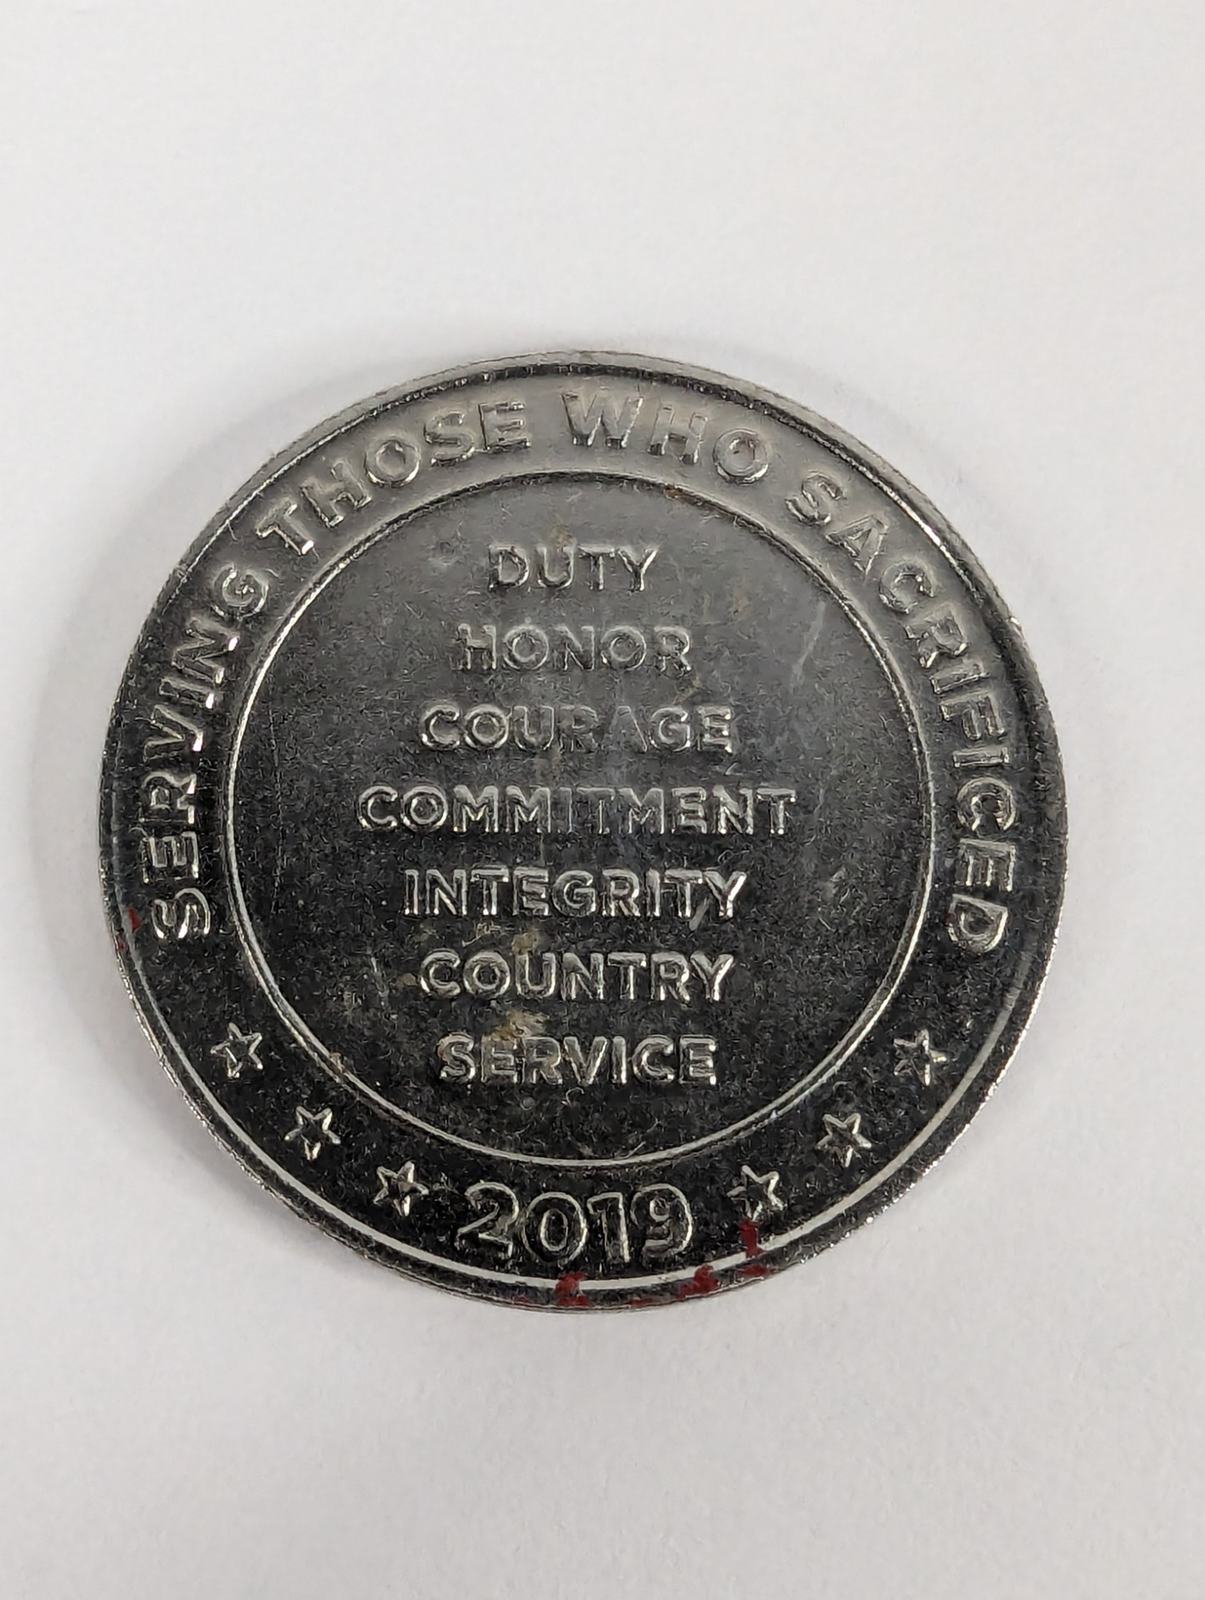 SERVING THOSE WHO SACRIFICED
DUTY
HONOR
COURAGE
COMMITMENT
INTEGRITY
COUNTRY
SERVICE
2019